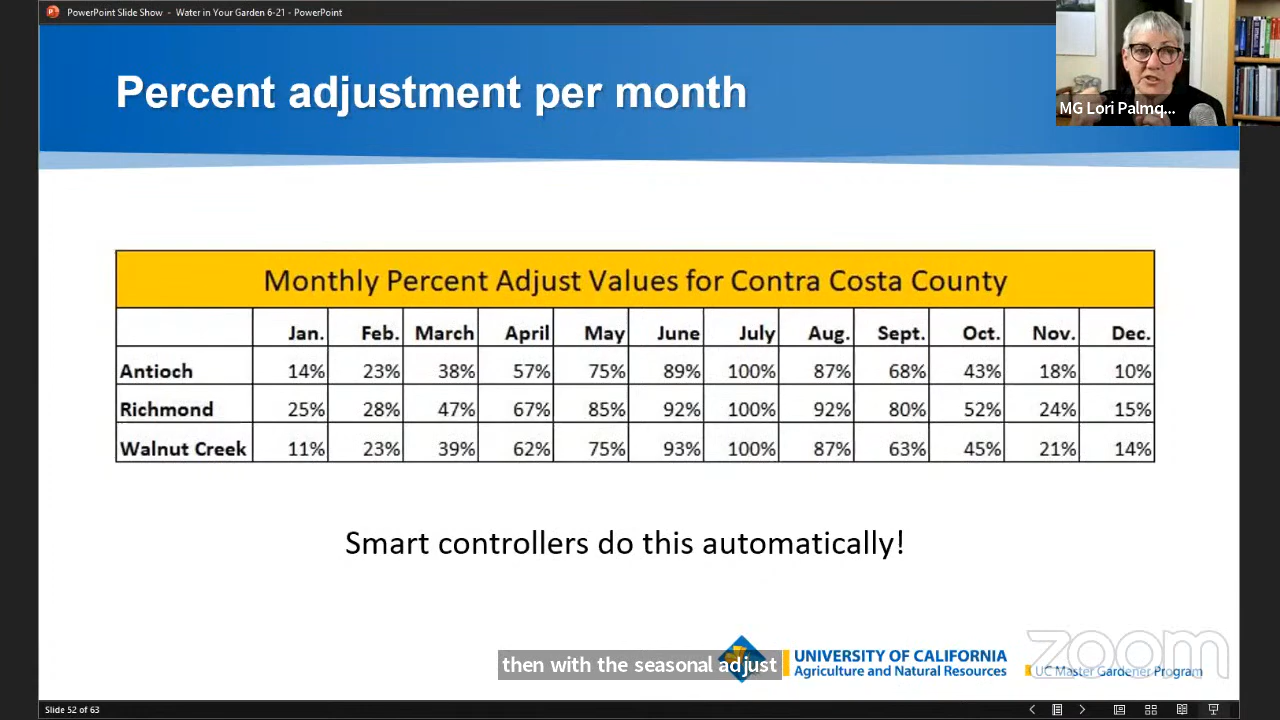 PowerPoint Slide Show - Water in Your Garden 6-21 - PowerPoint
Percent adjustment per month
MG Lori Palmq...
Monthly Percent Adjust Values for Contra Costa County
Jan. Feb. March April May June July Aug. Sept. Oct. Nov. Dec.
Antioch 14% 23% 38% 57% 75% 89% 100% 87% 68% 43% 18% 10%
Richmond 25% 28% 47% 67% 85% 92% 100% 92% 80% 52% 24% 15%
Walnut Creek 11% 23% 39% 62% 75% 93% 100% 87% 63% 45% 21% 14%
Smart controllers do this automatically!
then with the seasonal adjust
UNIVERSITY OF CALIFORNIA
Agriculture and Natural Resources
UC Master Gardener Program
zoom
Slide 52 of 63